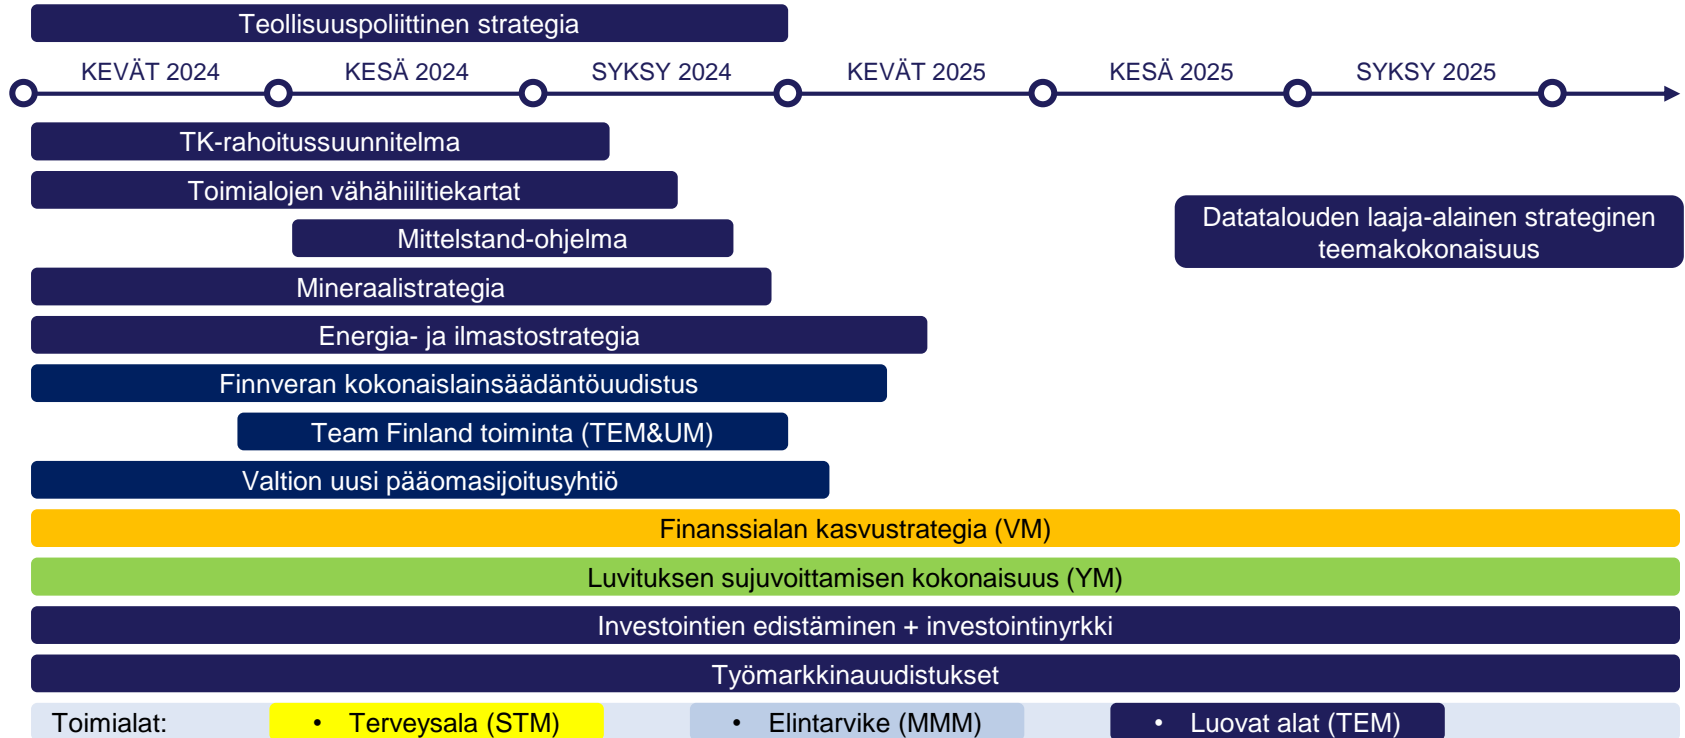 Teollisuuspoliittinen strategia
KEVÄT 2024
KESÄ 2024
SYKSY 2024
KEVÄT 2025
KESÄ 2025
SYKSY 2025
TK-rahoitussuunnitelma
Toimialojen vähähiilitiekartat
Mittelstand-ohjelma
Datatalouden laaja-alainen strateginen
teemakokonaisuus
Mineraalistrategia
Energia- ja ilmastostrategia
Finnveran kokonaislainsäädäntöuudistus
Team Finland toiminta (TEM&UM)
Valtion uusi pääomasijoitusyhtiö
Finanssialan kasvustrategia (VM)
Luvituksen sujuvoittamisen kokonaisuus (YM)
Investointien edistäminen + investointinyrkki
Työmarkkinauudistukset
Toimialat:
• Terveysala (STM)
• Elintarvike (MMM)
• Luovat alat (TEM)